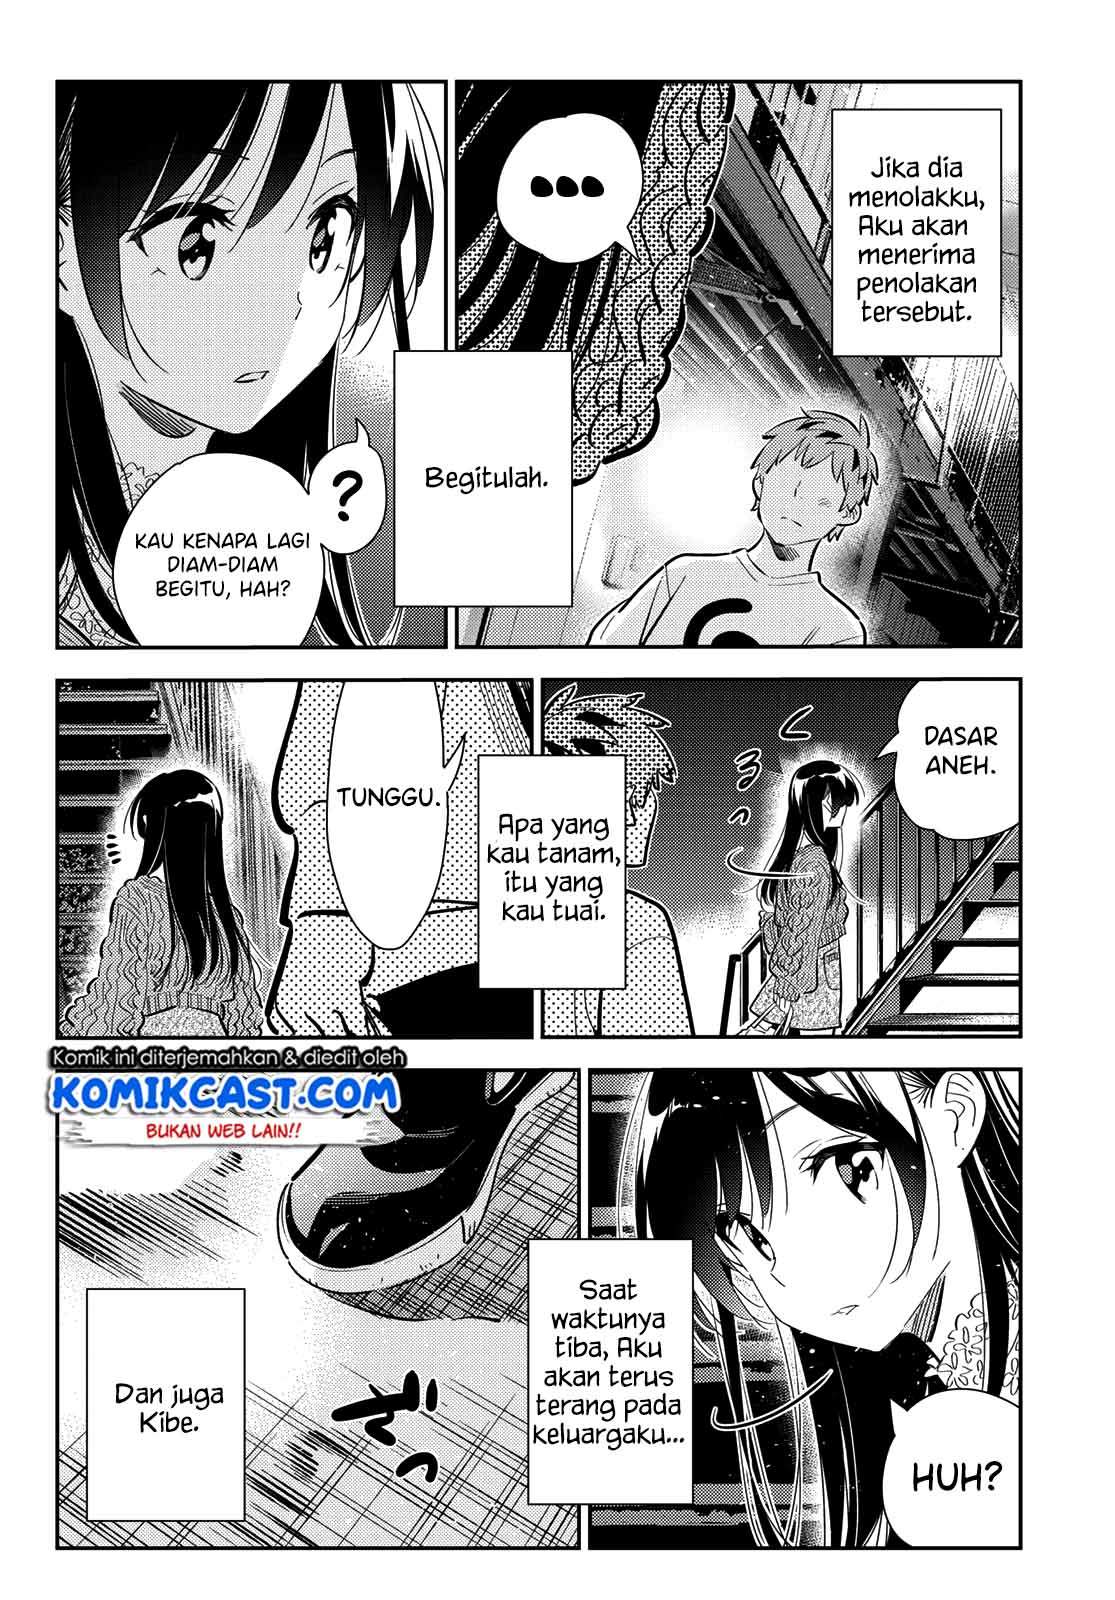 Jika dia
menolakku,
Aku akan
menerima
penolakan
tersebut.
Begitulah.
?
KAU KENAPA LAGI
DIAM-DIAM
BEGITU, HAH?
DASAR
ANEH.
Apa yang
kau tanam,
itu yang
kau tuai.
TUNGGU.
Saat
waktunya
tiba, Aku
akan terus
terang pada
keluargaku...
HUH?
Dan juga
Kibe.
Komik ini diterjemahkan & diedit oleh
KOMIKCAST.COM
BUKAN WEB LAIN!!